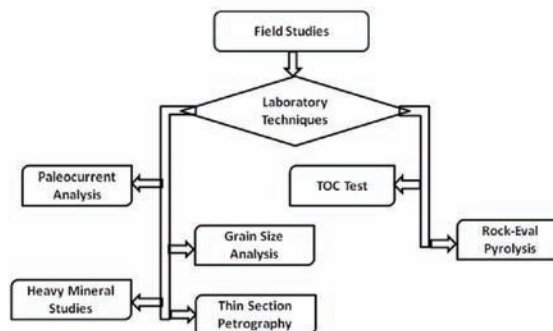 Field Studies
Laboratory
Techniques
Paleocurrent
Analysis
TOC Test
Grain Size
Analysis
Rock-Eval
Pyrolysis
Heavy Mineral
Studies
Thin Section
Petrography